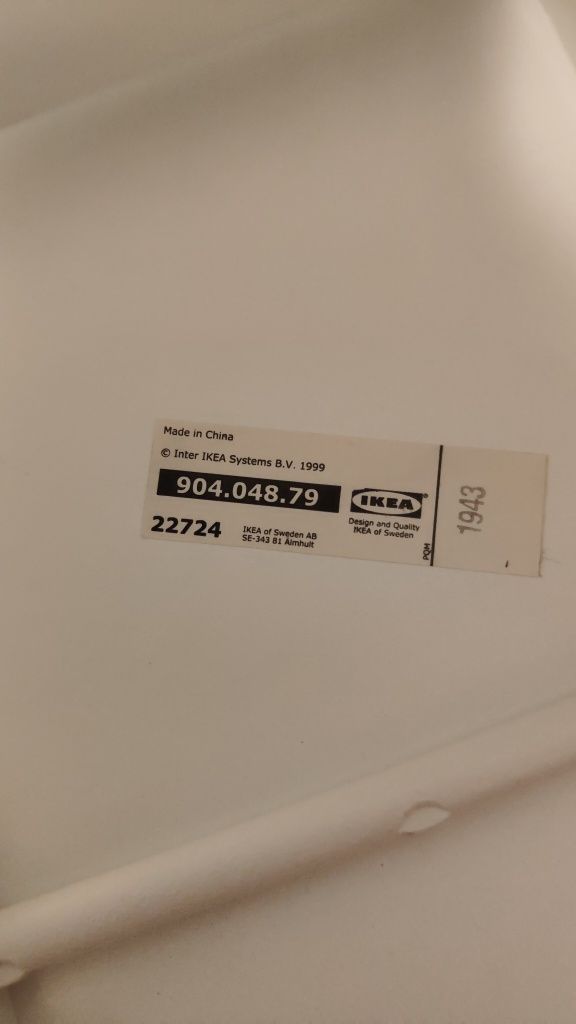 Made in China
© Inter IKEA Systems B.V. 1999
904.048.79
22724
IKEA of Sweden AB
SE-343 81 Älmhult
IKEA®
Design and Quality
IKEA of Sweden
PQM
1943